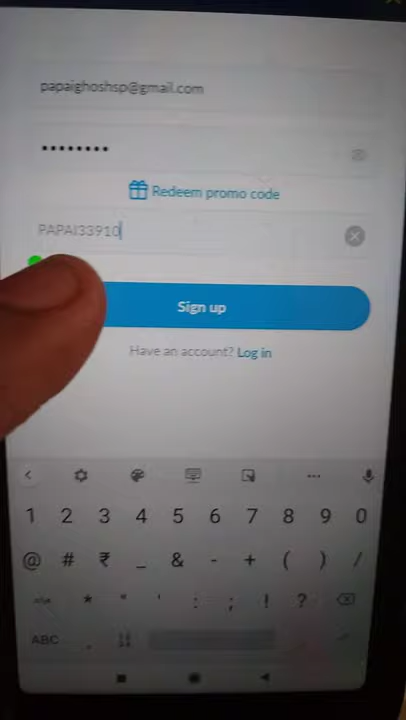 papaighoshsp@gmail.com
••••••••
Redeem promo code
PAPAI33910
Sign up
Have an account? Log in
1 2 3 4 5 6 7 8 9 0
@ # ₹ _ & - + ( ) /
* " ' : ; ! ?
ABC ,